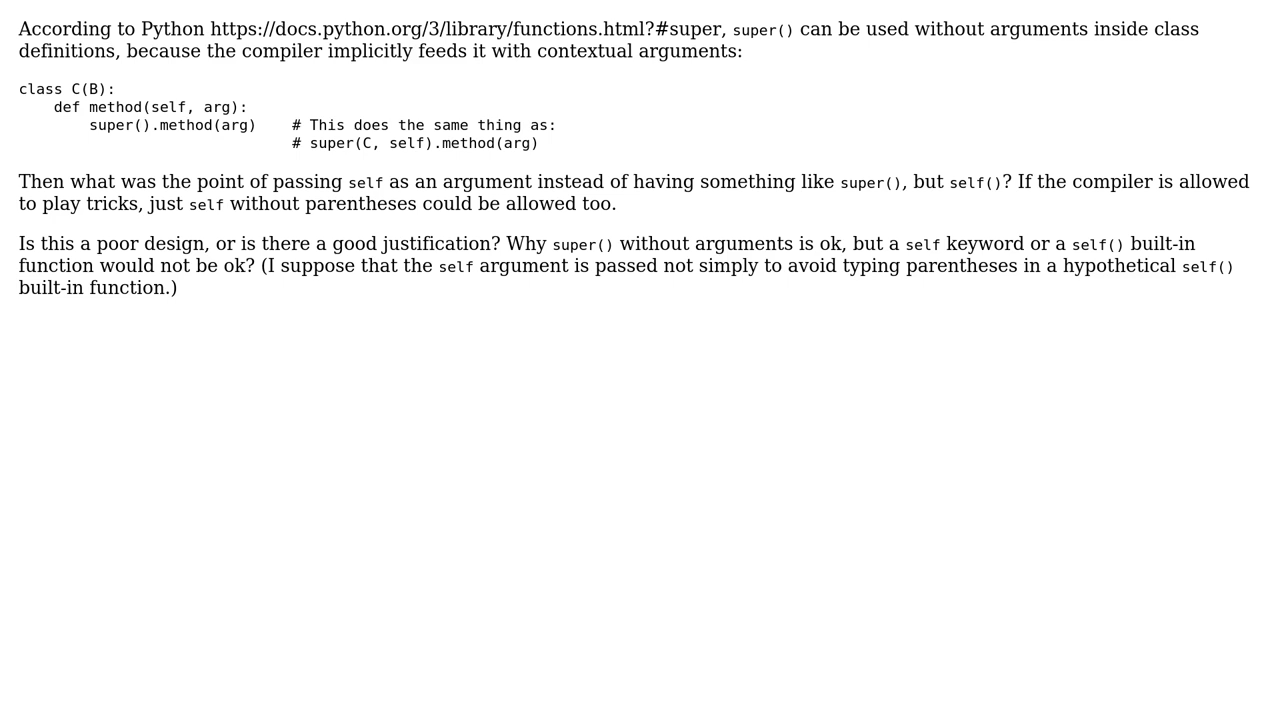 According to Python https://docs.python.org/3/library/functions.html?#super, super() can be used without arguments inside class
definitions, because the compiler implicitly feeds it with contextual arguments:
class C(B):
    def method(self, arg):
        super().method(arg)    # This does the same thing as:
                               # super(C, self).method(arg)
Then what was the point of passing self as an argument instead of having something like super(), but self()? If the compiler is allowed
to play tricks, just self without parentheses could be allowed too.
Is this a poor design, or is there a good justification? Why super() without arguments is ok, but a self keyword or a self() built-in
function would not be ok? (I suppose that the self argument is passed not simply to avoid typing parentheses in a hypothetical self()
built-in function.)